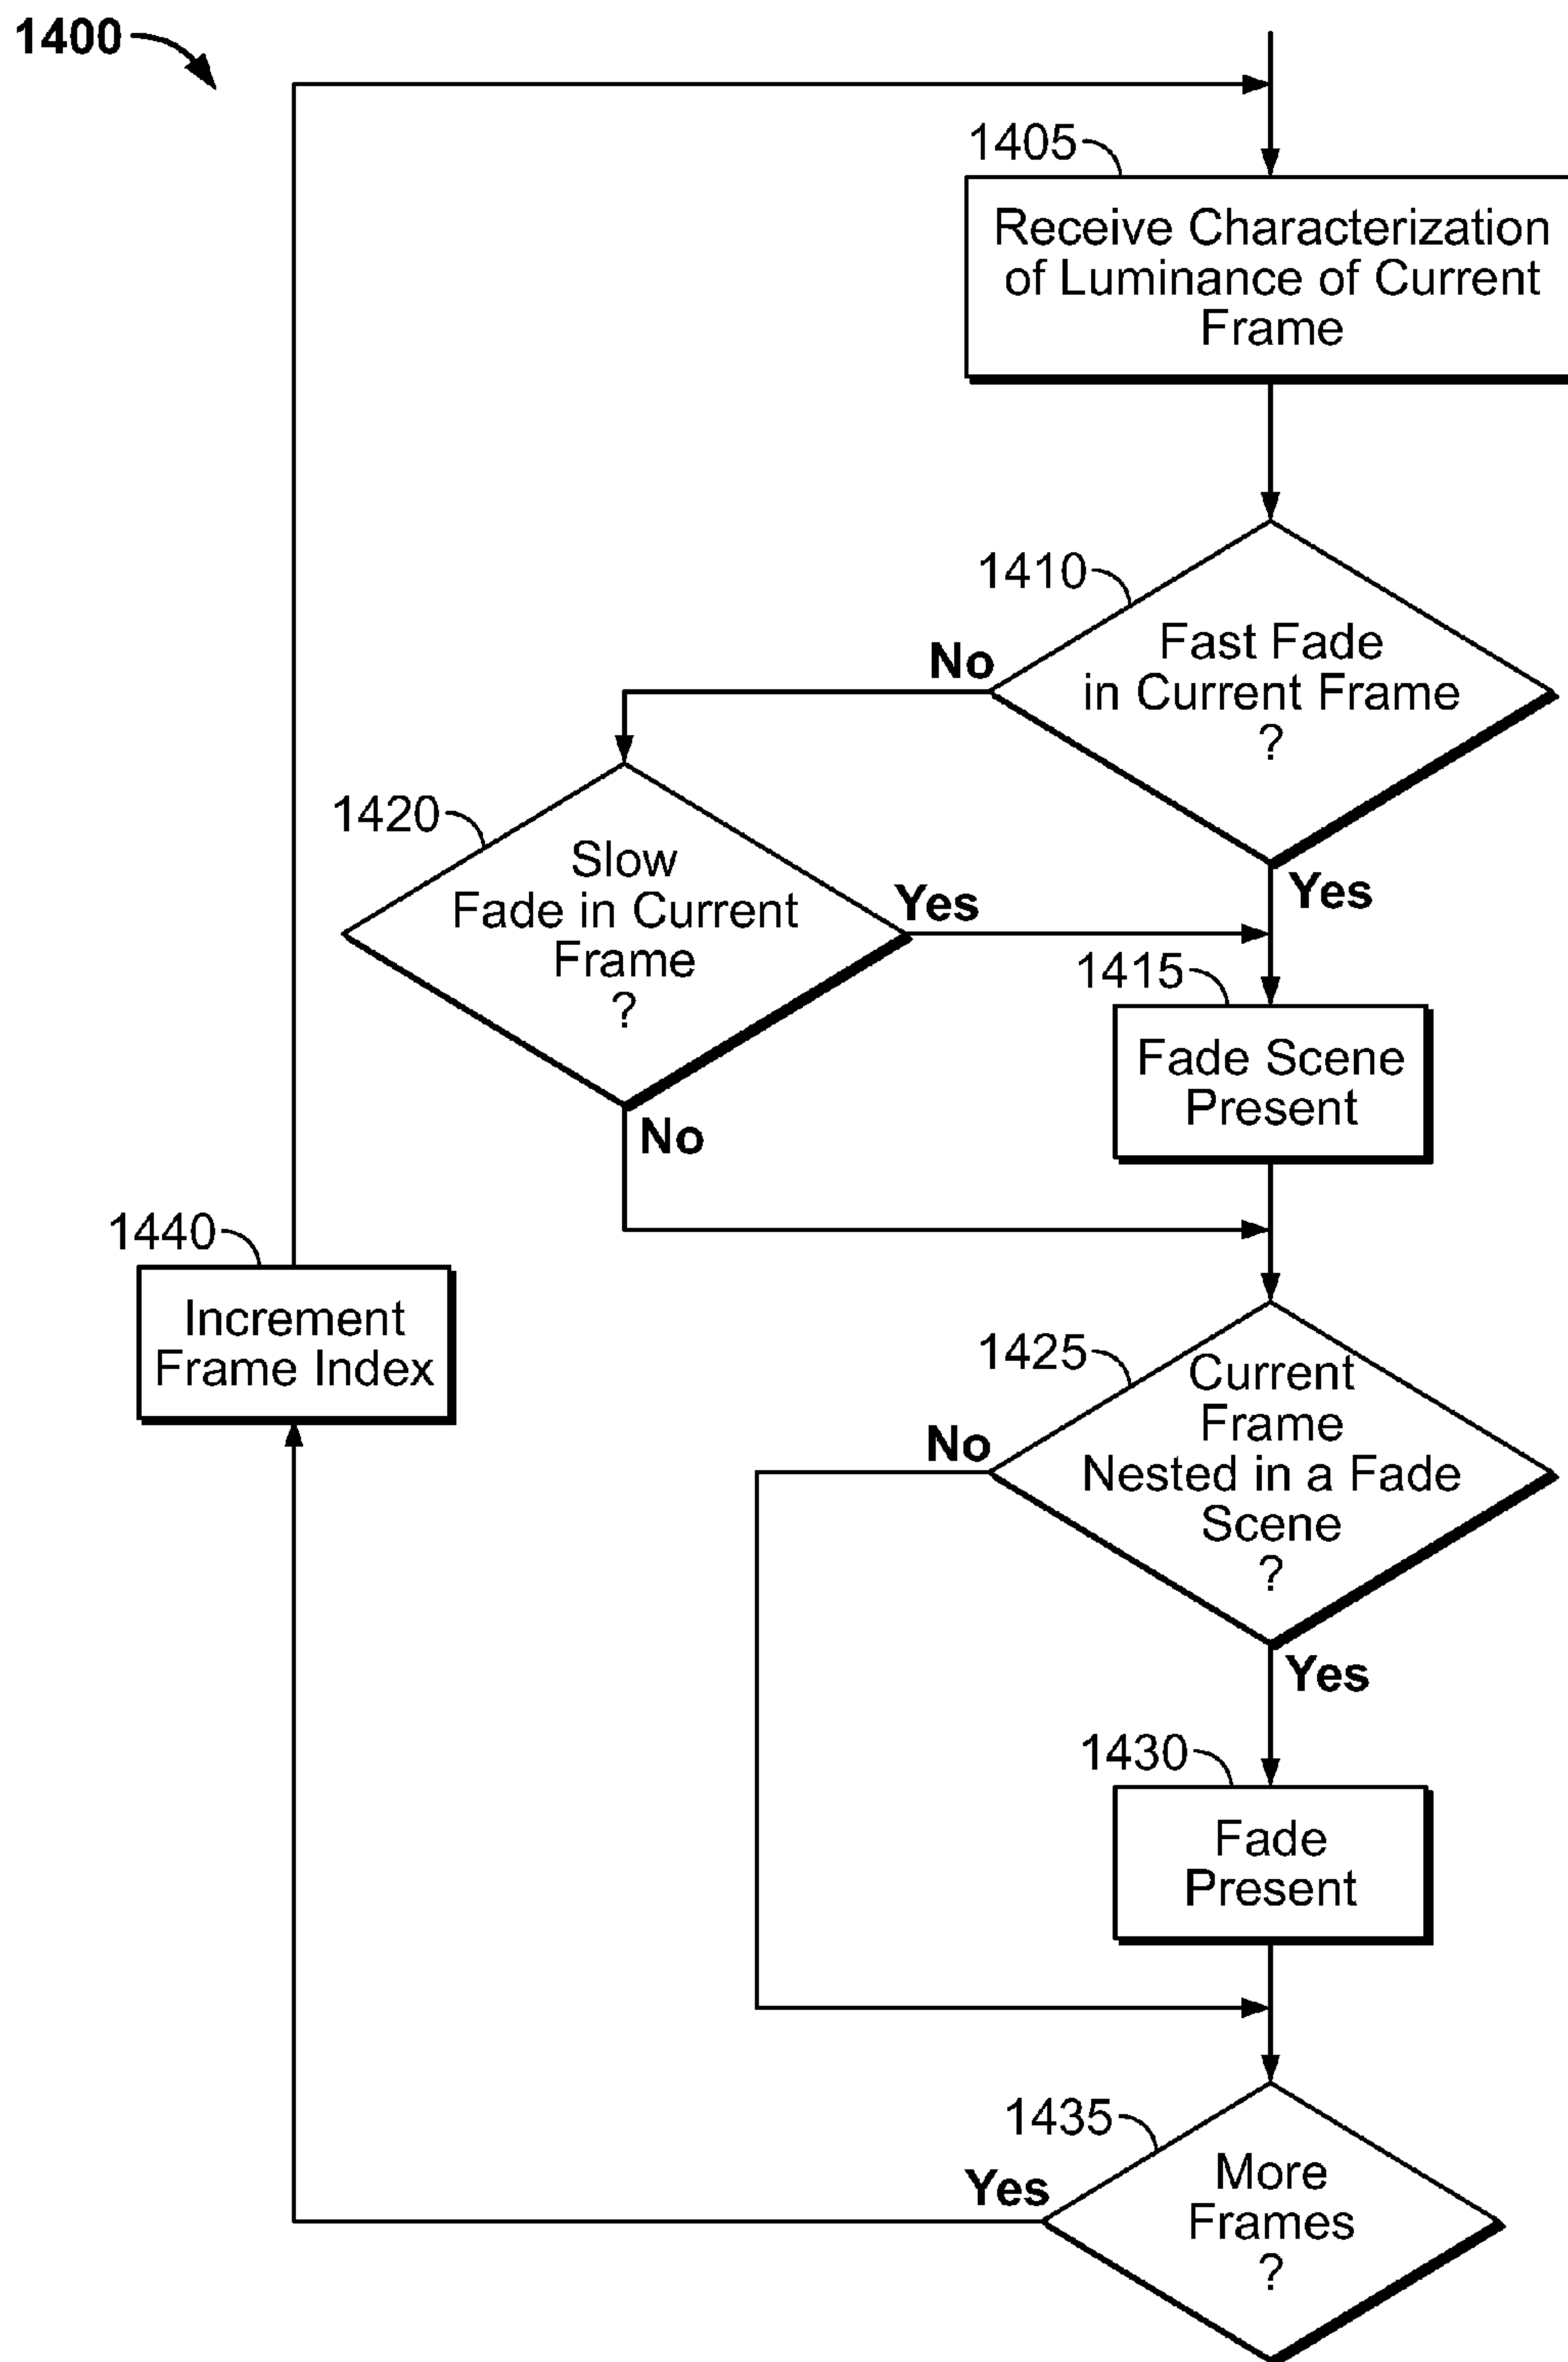 1400
1405
Receive Characterization
of Luminance of Current
Frame
1410
Fast Fade
in Current Frame
?
No
Yes
1420
Slow
Fade in Current
Frame
?
Yes
No
1415
Fade Scene
Present
1440
Increment
Frame Index
1425
Current
Frame
Nested in a Fade
Scene
?
No
Yes
1430
Fade
Present
1435
More
Frames
?
Yes